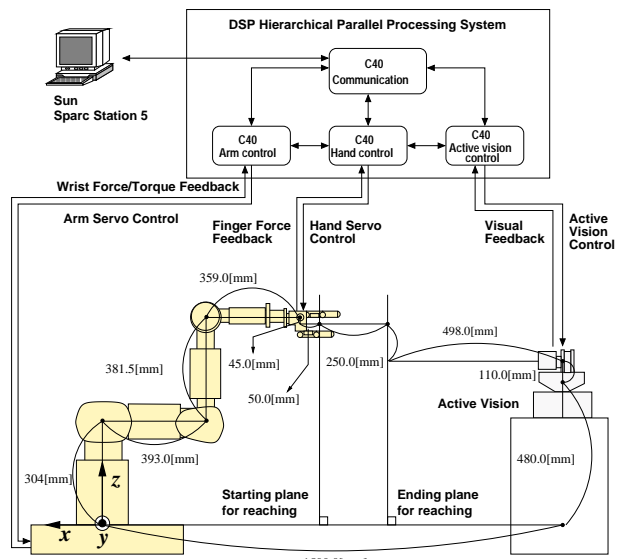 DSP Hierarchical Parallel Processing System
C40
Communication
Sun
Sparc Station 5
C40
Arm control
C40
Hand control
C40
Active vision
control
Wrist Force/Torque Feedback
Arm Servo Control
Finger Force
Feedback
Hand Servo
Control
Visual
Feedback
Active
Vision
Control
359.0[mm]
498.0[mm]
381.5[mm]
45.0[mm]
250.0[mm]
110.0[mm]
50.0[mm]
Active Vision
393.0[mm]
480.0[mm]
304[mm]
z
Starting plane
for reaching
Ending plane
for reaching
x
y